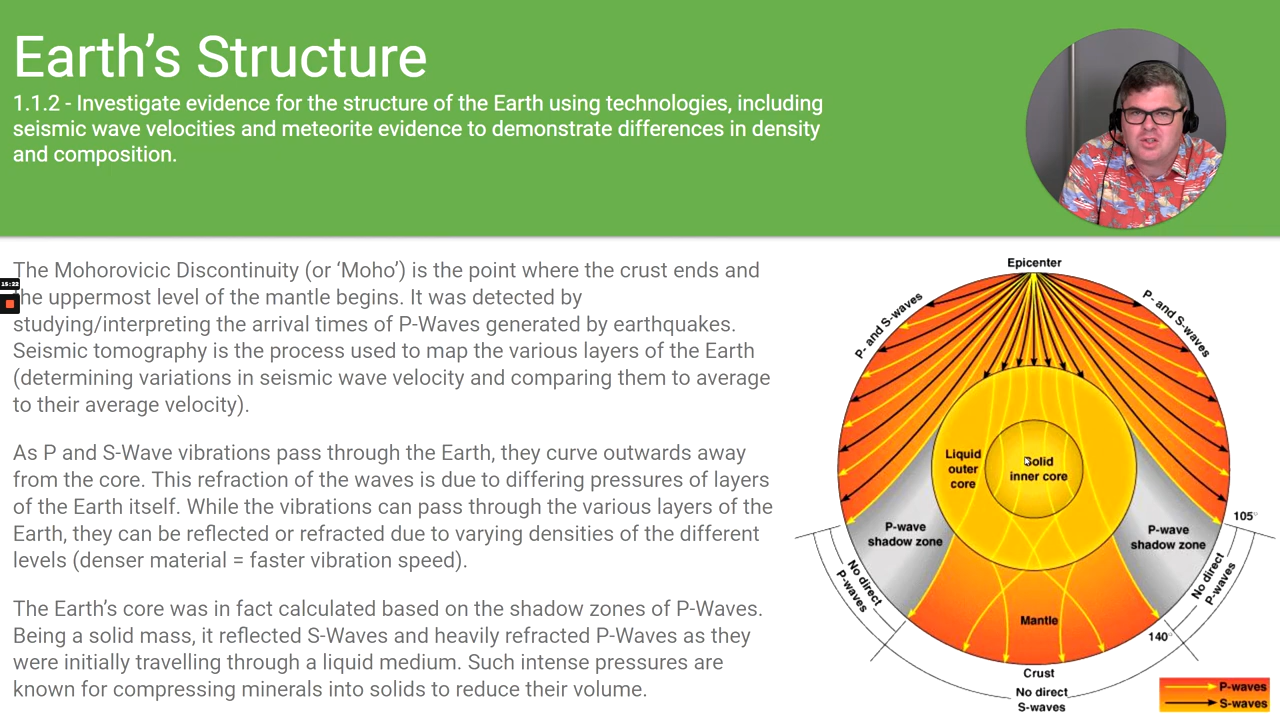 Earth's Structure
1.1.2 - Investigate evidence for the structure of the Earth using technologies, including
seismic wave velocities and meteorite evidence to demonstrate differences in density
and composition.
The Mohorovicic Discontinuity (or 'Moho') is the point where the crust ends and
the uppermost level of the mantle begins. It was detected by
studying/interpreting the arrival times of P-Waves generated by earthquakes.
Seismic tomography is the process used to map the various layers of the Earth
(determining variations in seismic wave velocity and comparing them to average
to their average velocity).
As P and S-Wave vibrations pass through the Earth, they curve outwards away
from the core. This refraction of the waves is due to differing pressures of layers
of the Earth itself. While the vibrations can pass through the various layers of the
Earth, they can be reflected or refracted due to varying densities of the different
levels (denser material = faster vibration speed).
The Earth's core was in fact calculated based on the shadow zones of P-Waves.
Being a solid mass, it reflected S-Waves and heavily refracted P-Waves as they
were initially travelling through a liquid medium. Such intense pressures are
known for compressing minerals into solids to reduce their volume.
15:22
Epicenter
P- and S-waves
P- and S-waves
Liquid
outer
core
Solid
inner core
P-wave
shadow zone
P-wave
shadow zone
105°
No direct
P-waves
No direct
P-waves
Mantle
140°
Crust
No direct
S-waves
P-waves
S-waves